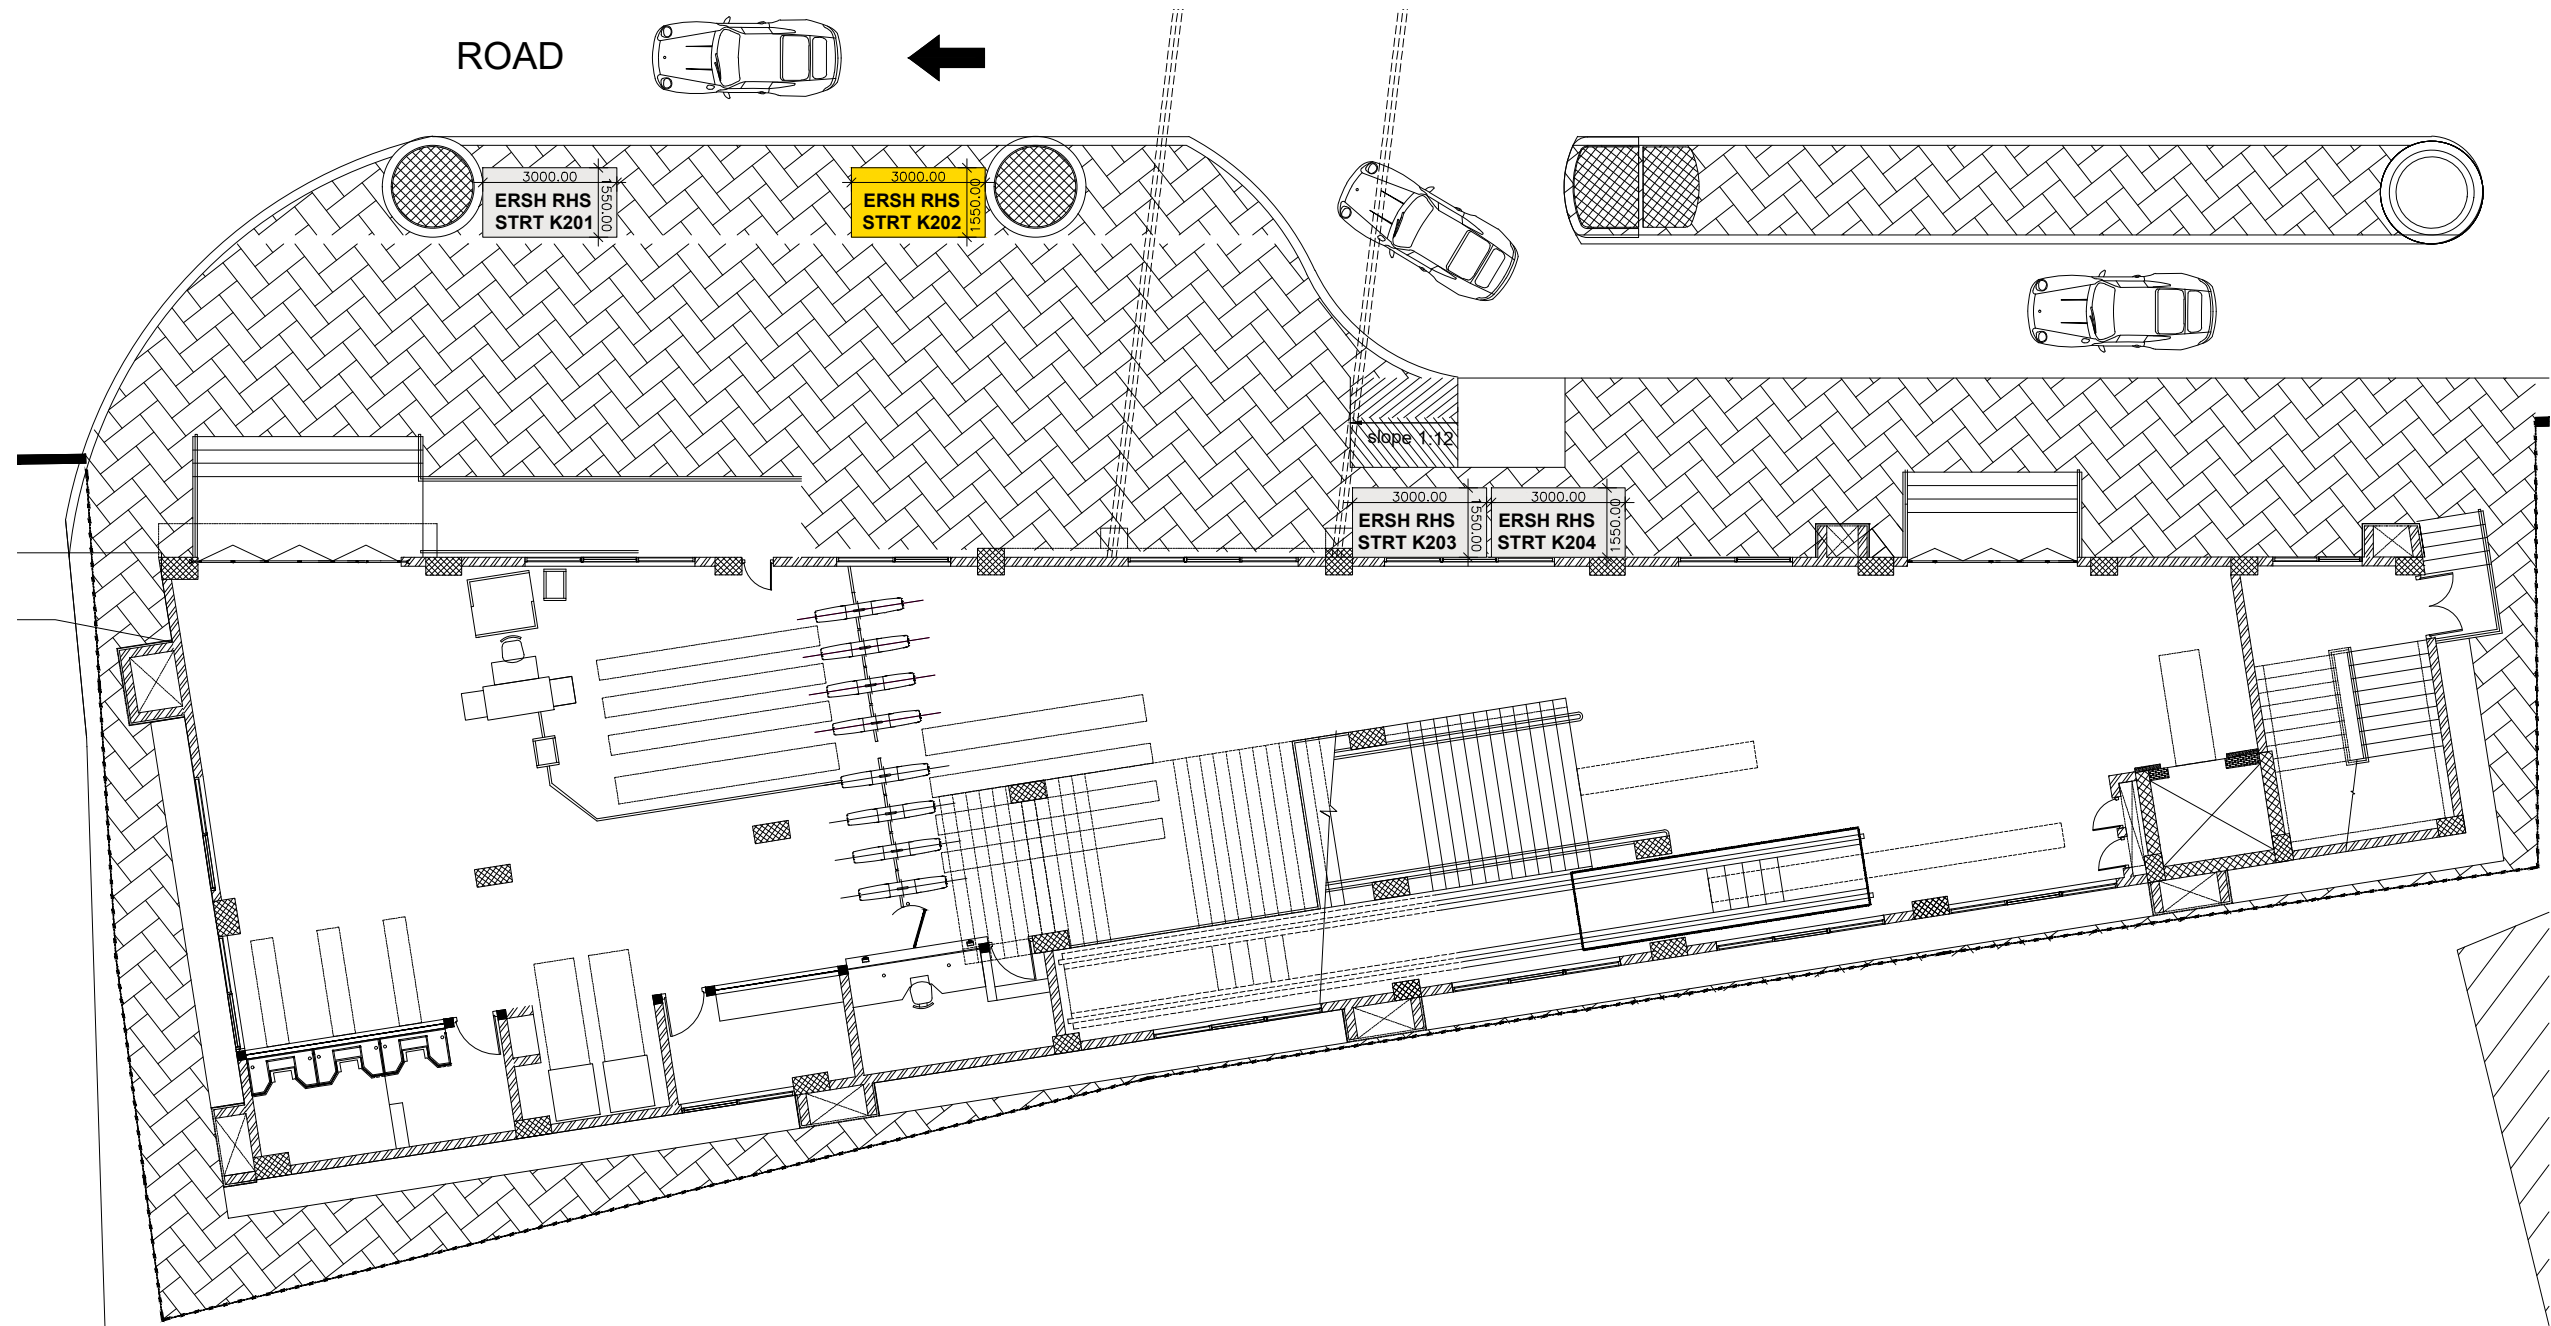 ROAD
3000.00
1550.00
ERSH RHS
STRT K201
3000.00
1550.00
ERSH RHS
STRT K202
slope 1:12
3000.00
1550.00
ERSH RHS
STRT K203
3000.00
1550.00
ERSH RHS
STRT K204